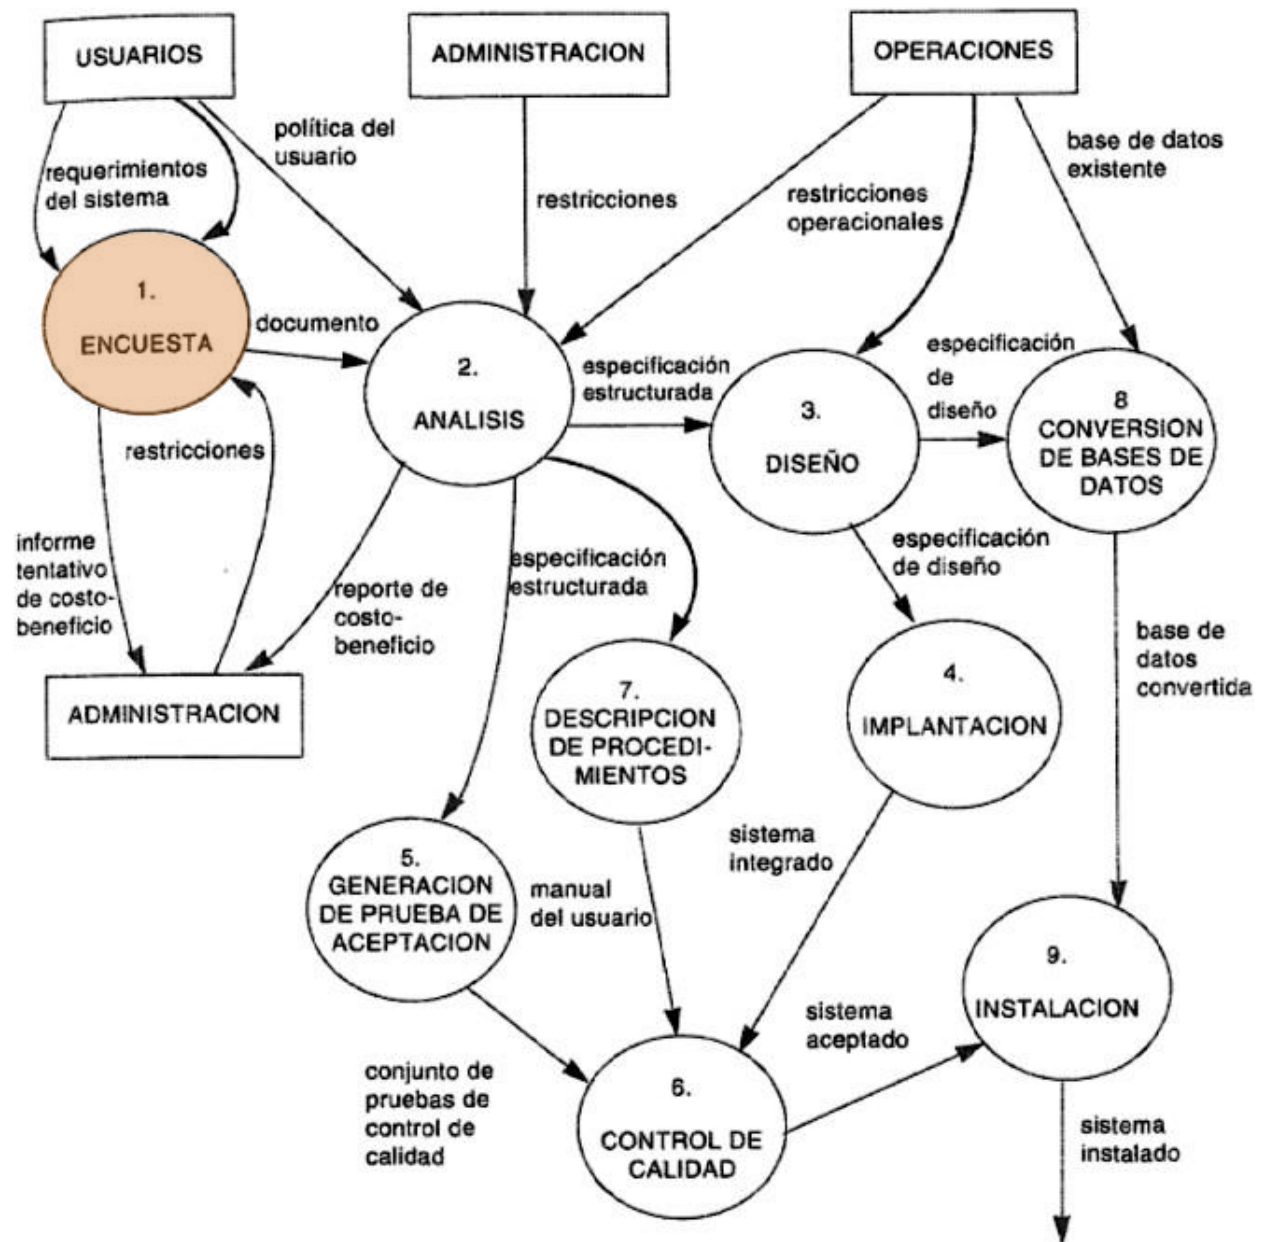 USUARIOS
ADMINISTRACION
OPERACIONES
política del
usuario
requerimientos
del sistema
restricciones
restricciones
operacionales
base de datos
existente
1.
ENCUESTA
documento
2.
ANALISIS
especificación
estructurada
3.
DISEÑO
especificación
de
diseño
8
CONVERSION
DE BASES DE
DATOS
restricciones
informe
tentativo
de costo-
beneficio
reporte de
costo-
beneficio
especificación
estructurada
especificación
de diseño
ADMINISTRACION
7.
DESCRIPCION
DE PROCEDI-
MIENTOS
4.
IMPLANTACION
base de
datos
convertida
5.
GENERACION
DE PRUEBA DE
ACEPTACION
manual
del usuario
sistema
integrado
9.
INSTALACION
conjunto de
pruebas de
control de
calidad
6.
CONTROL DE
CALIDAD
sistema
aceptado
sistema
instalado